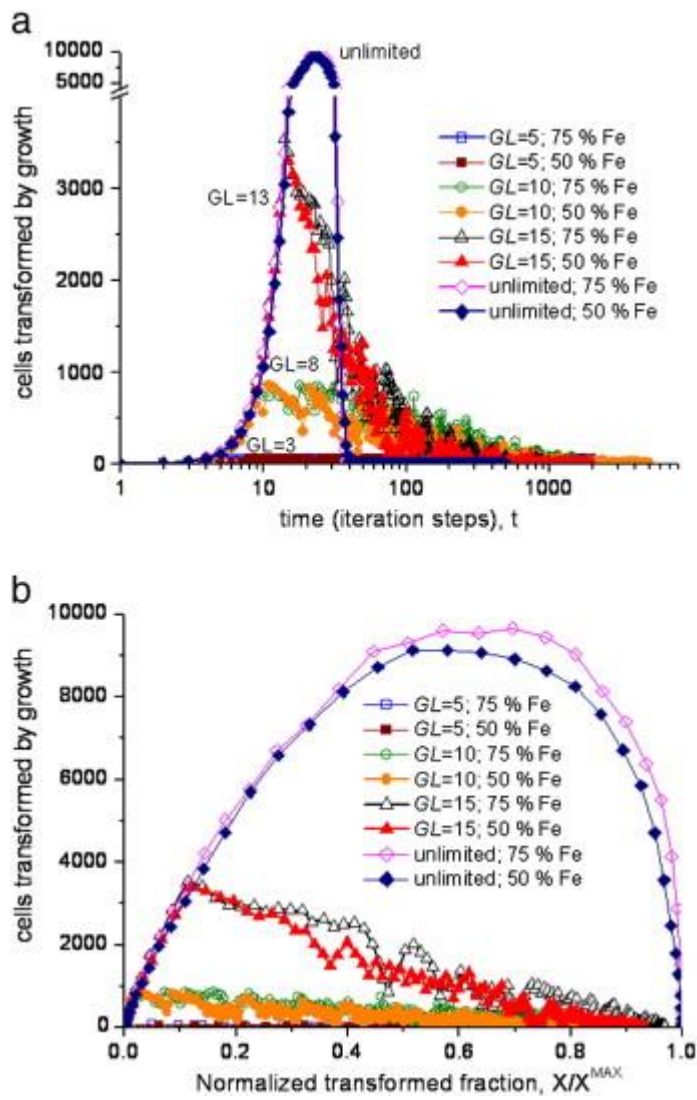 a
10000
5000
3000
2000
1000
0
cells transformed by growth
unlimited
GL=13
GL=8
GL=3
GL=5; 75 % Fe
GL=5; 50 % Fe
GL=10; 75 % Fe
GL=10; 50 % Fe
GL=15; 75 % Fe
GL=15; 50 % Fe
unlimited; 75 % Fe
unlimited; 50 % Fe
1 10 100 1000
time (iteration steps), t
b
10000
8000
6000
4000
2000
0
cells transformed by growth
GL=5; 75 % Fe
GL=5; 50 % Fe
GL=10; 75 % Fe
GL=10; 50 % Fe
GL=15; 75 % Fe
GL=15; 50 % Fe
unlimited; 75 % Fe
unlimited; 50 % Fe
0.0 0.2 0.4 0.6 0.8 1.0
Normalized transformed fraction, X/X^MAX